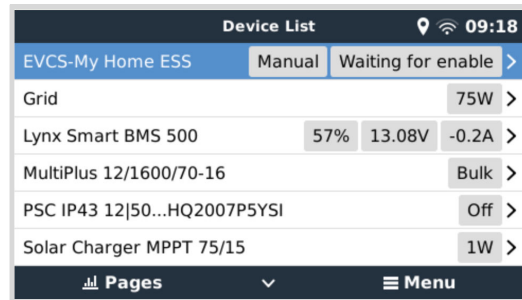 Device List 09:18
EVCS-My Home ESS Manual Waiting for enable
Grid 75W
Lynx Smart BMS 500 57% 13.08V -0.2A
MultiPlus 12/1600/70-16 Bulk
PSC IP43 12|50...HQ2007P5YSI Off
Solar Charger MPPT 75/15 1W
Pages Menu